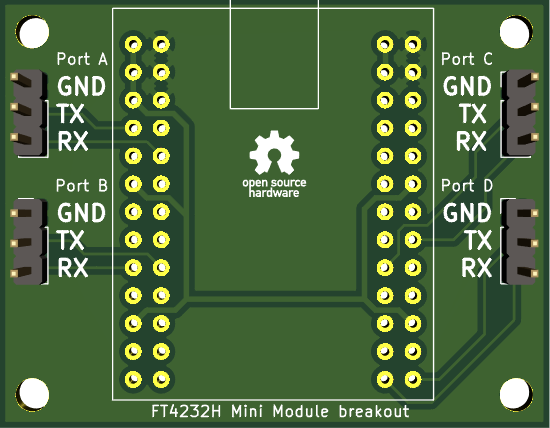 Port A
GND
TX
RX
Port B
GND
TX
RX
open source
hardware
Port C
GND
TX
RX
Port D
GND
TX
RX
FT4232H Mini Module breakout